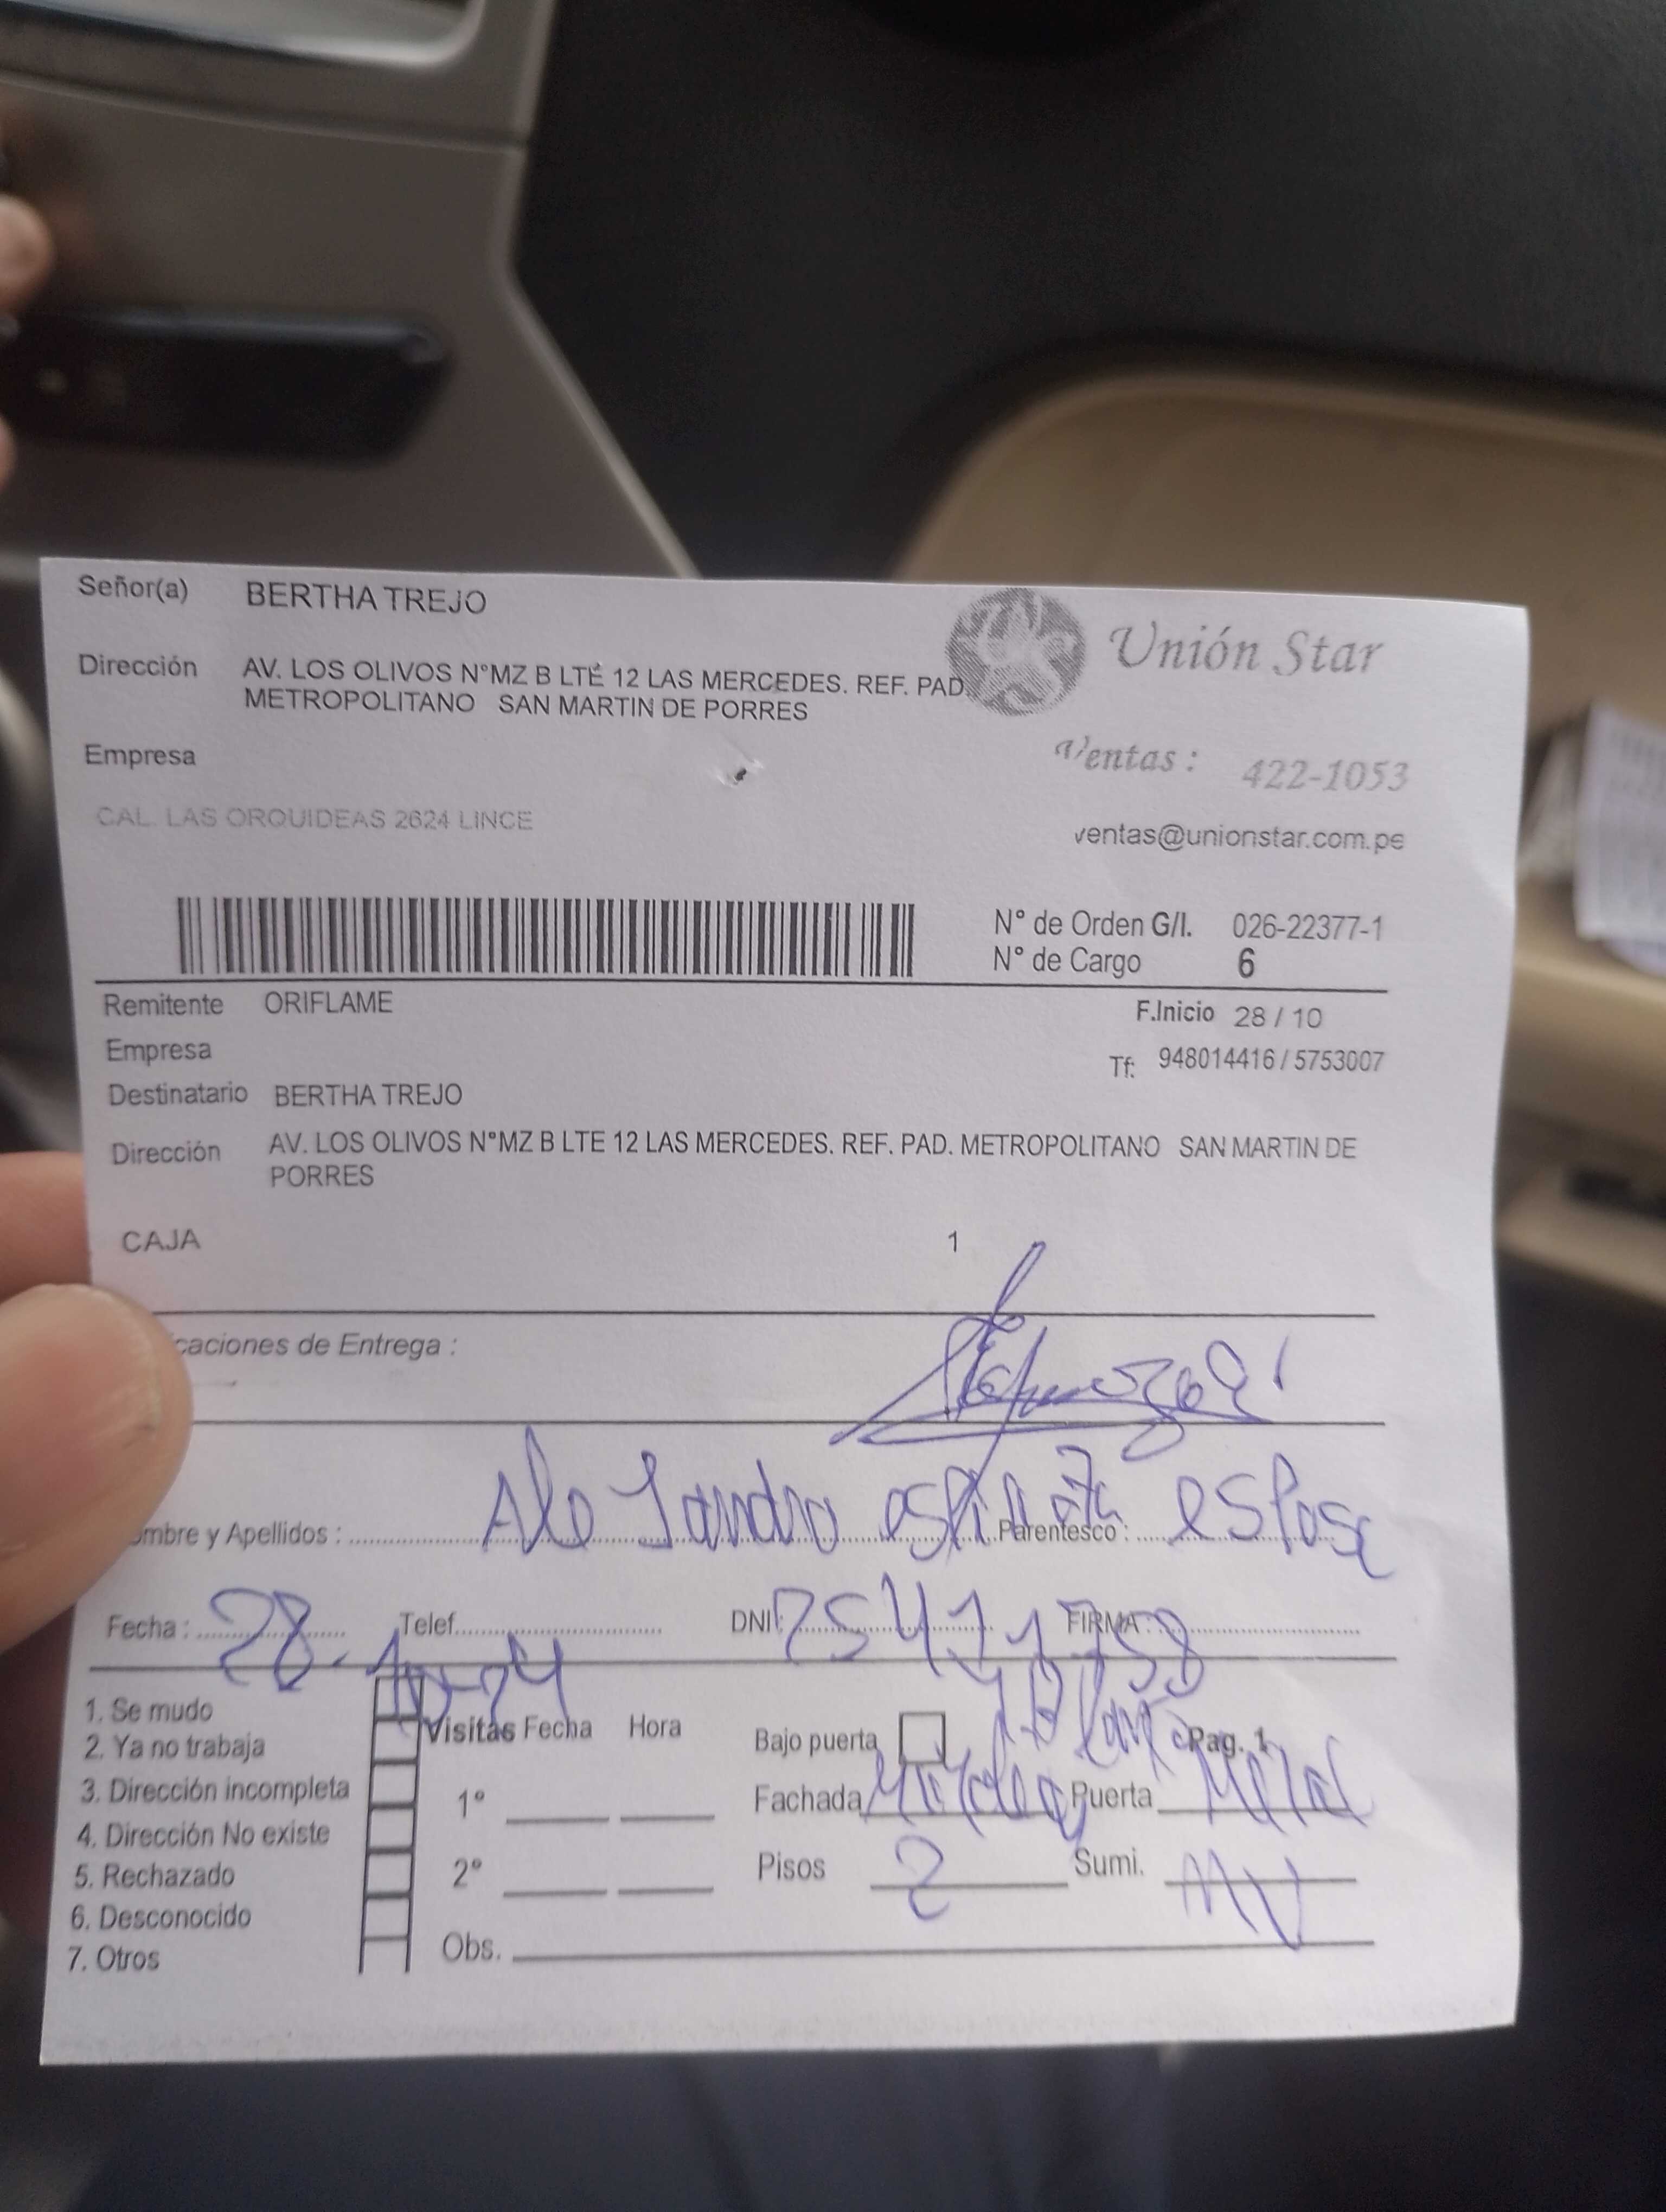 Señor(a) BERTHA TREJO
Unión Star
Dirección AV. LOS OLIVOS N°MZ B LTE 12 LAS MERCEDES. REF. PAD.
METROPOLITANO SAN MARTIN DE PORRES
Empresa
Ventas : 422-1053
CAL. LAS ORQUIDEAS 2624 LINCE
ventas@unionstar.com.pe
N° de Orden G/I. 026-22377-1
N° de Cargo 6
Remitente ORIFLAME
F.Inicio 28 / 10
Empresa
Tf: 948014416 / 5753007
Destinatario BERTHA TREJO
Dirección AV. LOS OLIVOS N°MZ B LTE 12 LAS MERCEDES. REF. PAD. METROPOLITANO SAN MARTIN DE
PORRES
CAJA 1
caciones de Entrega :
ombre y Apellidos : Parentesco : esposa
Fecha : 28-10-24 Telef. DNI: FIRMA :
1. Se mudo
2. Ya no trabaja
3. Dirección incompleta
4. Dirección No existe
5. Rechazado
6. Desconocido
7. Otros
Visitas Fecha Hora
1°
2°
Obs.
Bajo puerta Pag. 1
Fachada Puerta Metal
Pisos 2 Sumi.